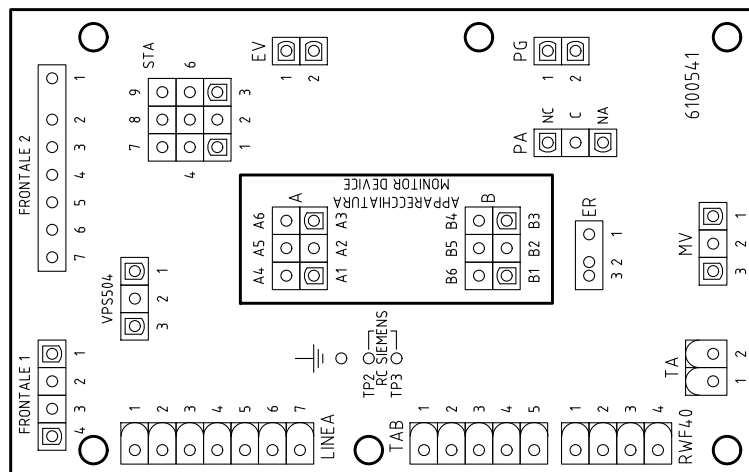 FRONTALE 2
1
2
3
4
5
6
7
STA
6
9
8
7
3
2
1
4
EV
1
2
PG
1
2
PA
NC
C
NA
6100541
APPARECCHIATURA
MONITOR DEVICE
A
A6
A5
A4
A3
A2
A1
B
B4
B5
B6
B3
B2
B1
ER
1
2
3
MV
1
2
3
VPS504
1
2
3
FRONTALE 1
1
2
3
4
TP2
RC SIEMENS
TP3
TA
1
2
LINEA
1
2
3
4
5
6
7
TAB
1
2
3
4
5
RWF40
1
2
3
4